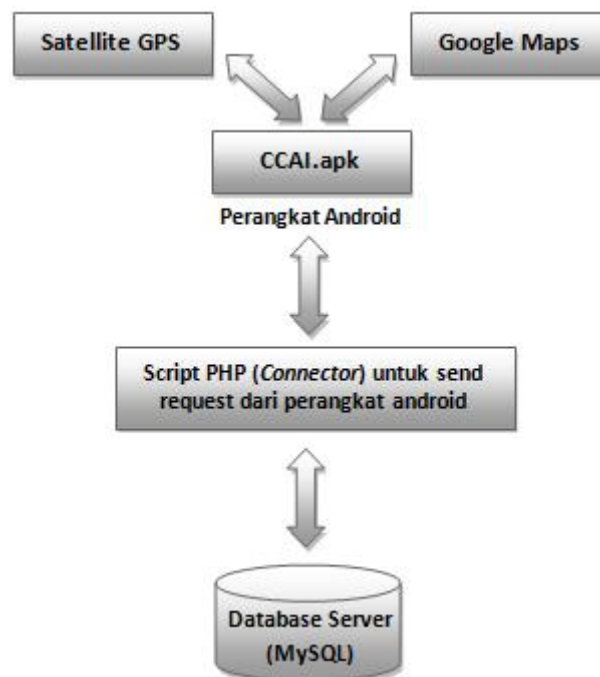 Satellite GPS
Google Maps
CCAI.apk
Perangkat Android
Script PHP (Connector) untuk send
request dari perangkat android
Database Server
(MySQL)